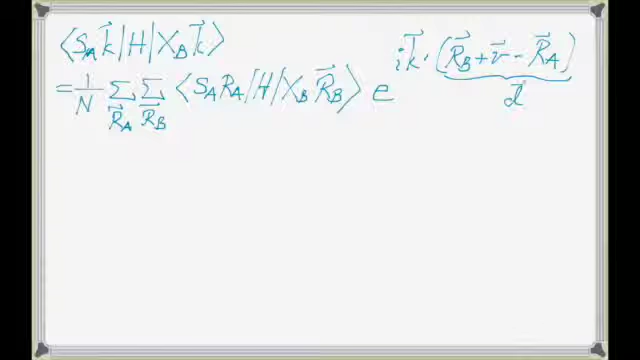 ⟨S_A k⃗|H|X_B k⃗⟩
= 1/N Σ_{R⃗_A} Σ_{R⃗_B} ⟨S_A R_A|H|X_B R⃗_B⟩ e^{i k⃗·(R⃗_B + v⃗ − R⃗_A)}
d⃗